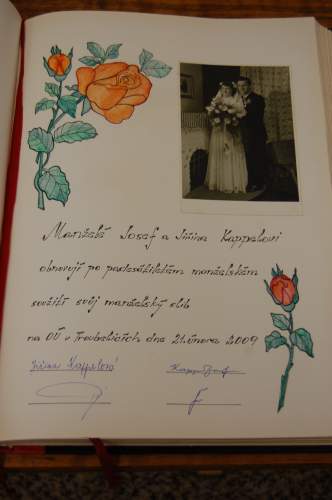 Manželé Josef a Jiřina Kappelovi
obnovují po padesátiletém manželském
soužití svůj manželský slib
na OÚ v Troubelicích dne 21. února 2009
Jiřina Kappelová